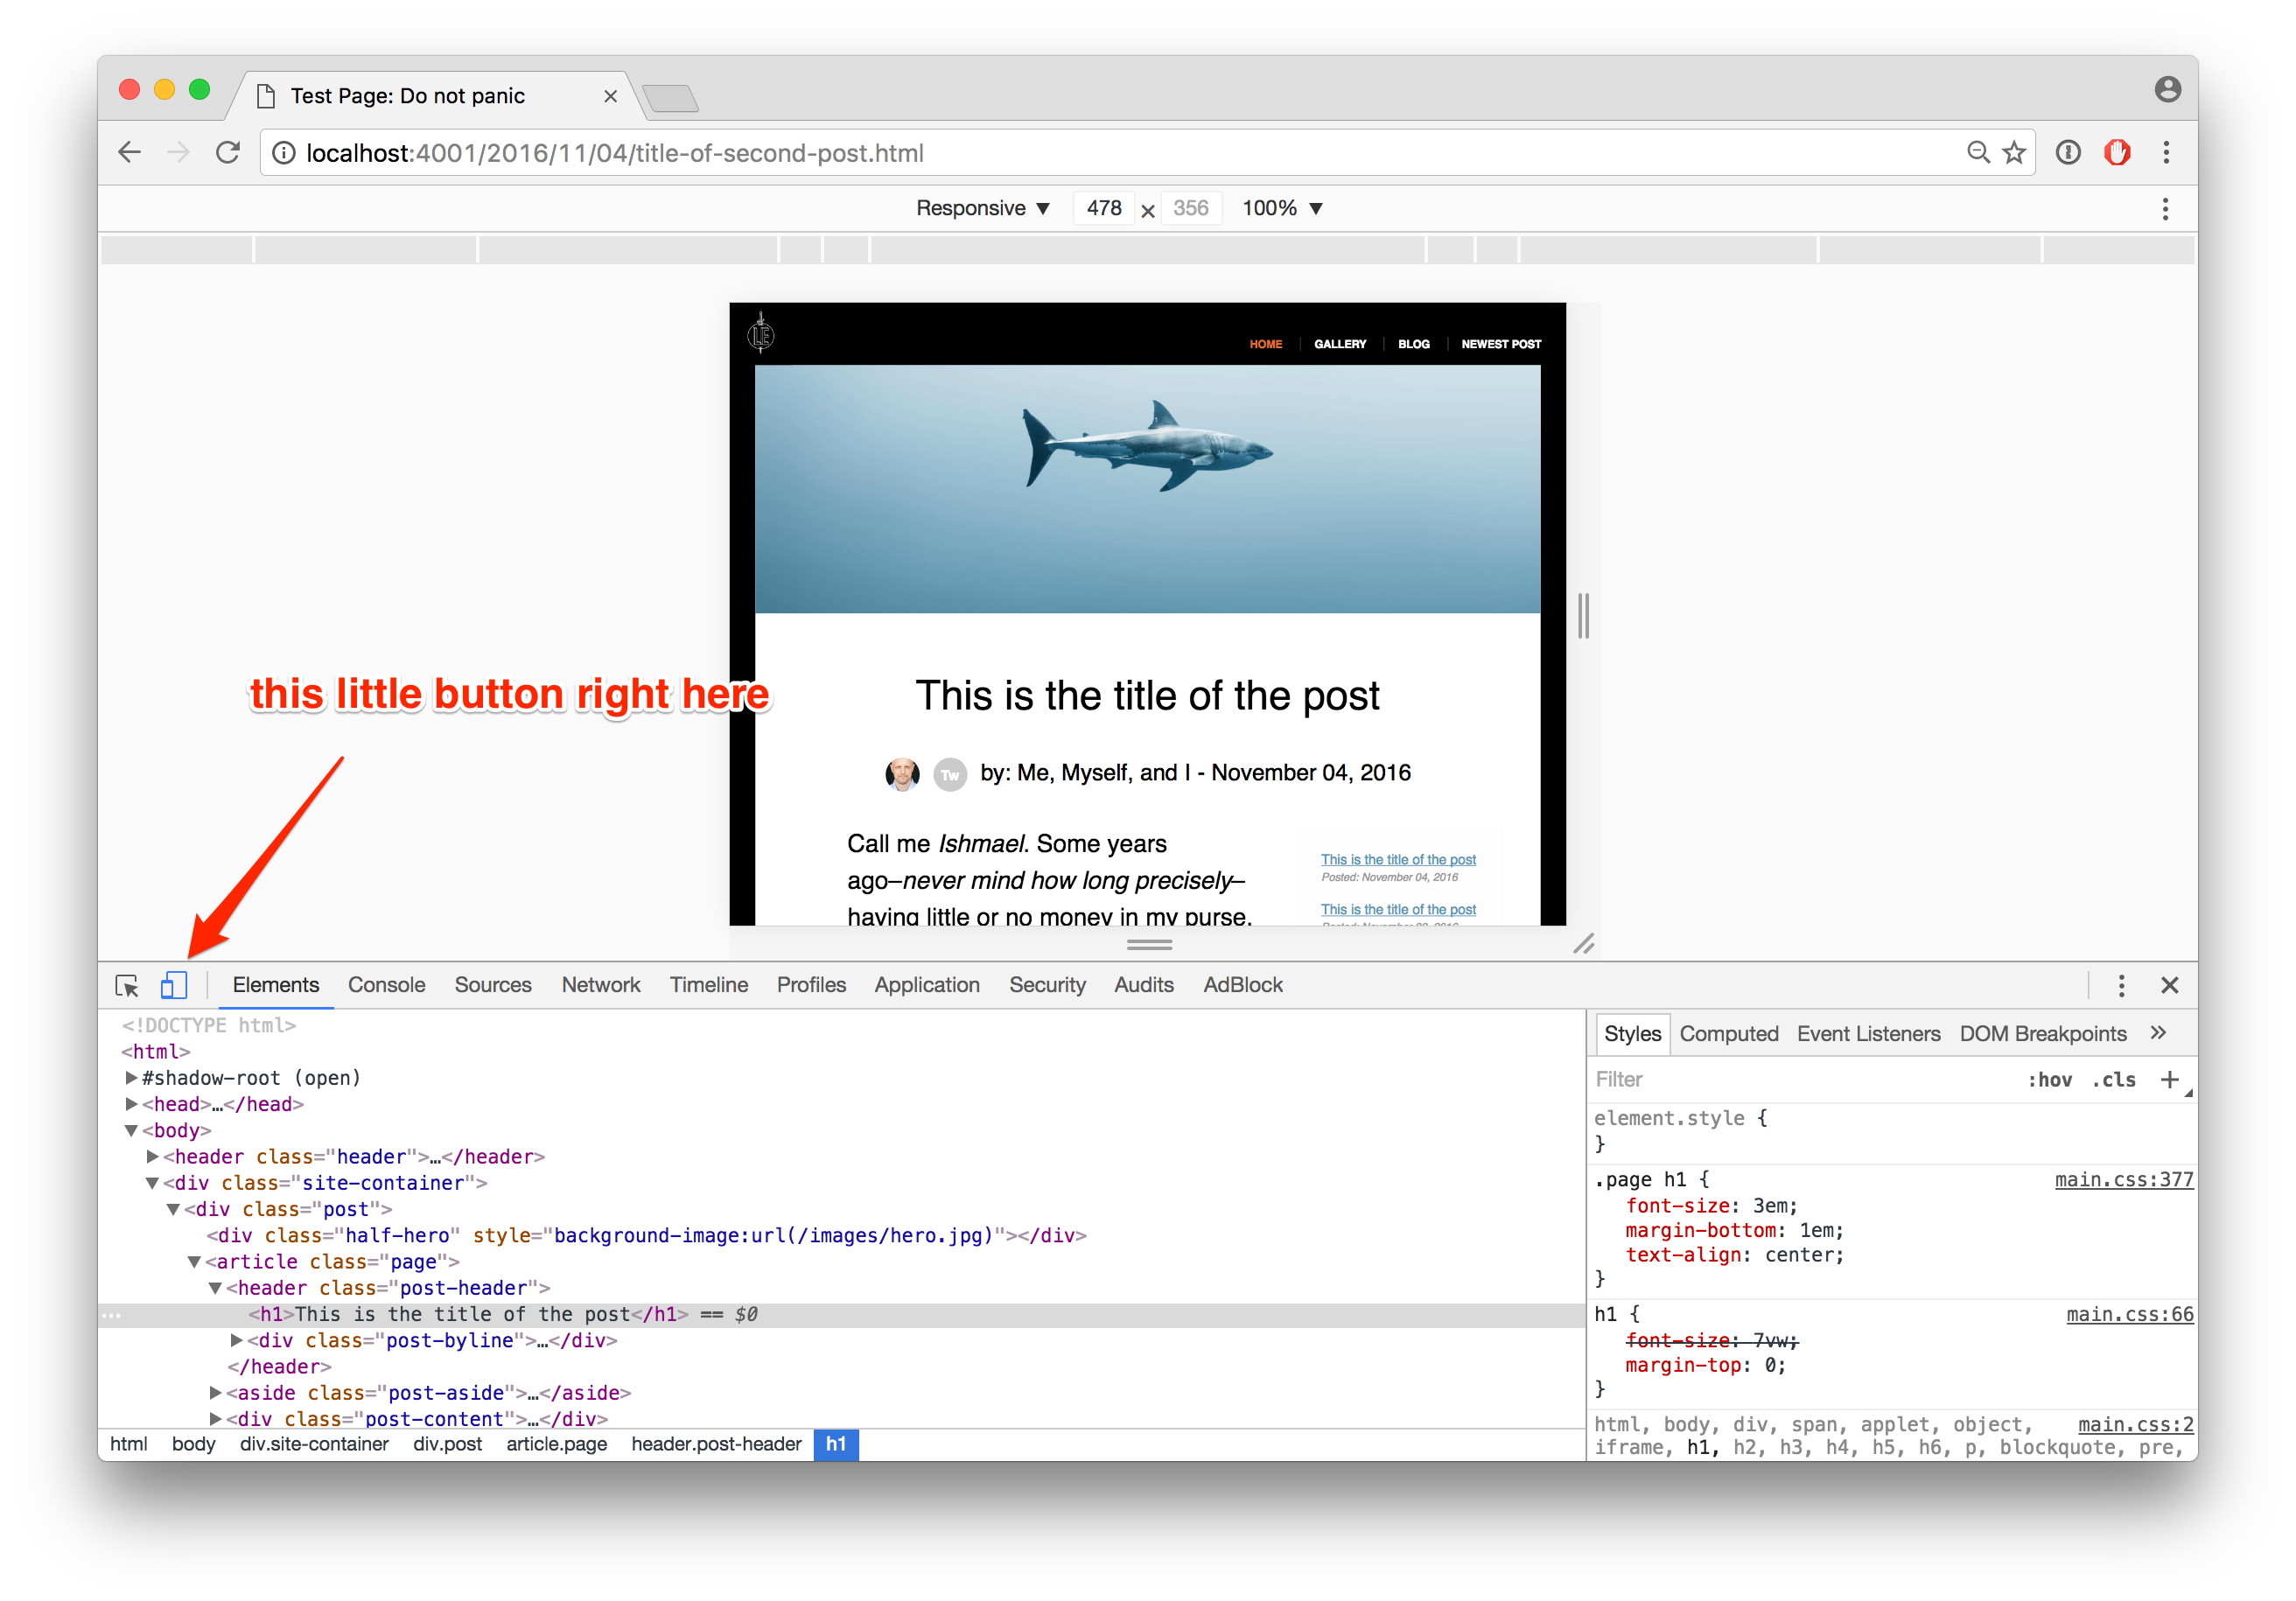 Test Page: Do not panic
localhost:4001/2016/11/04/title-of-second-post.html
Responsive ▼ 478 × 356 100% ▼
LE
HOME GALLERY BLOG NEWEST POST
This is the title of the post
this little button right here
Tw by: Me, Myself, and I - November 04, 2016
Call me Ishmael. Some years
ago–never mind how long precisely–
having little or no money in my purse,
This is the title of the post
Posted: November 04, 2016
This is the title of the post
Elements Console Sources Network Timeline Profiles Application Security Audits AdBlock
<!DOCTYPE html>
<html>
▶#shadow-root (open)
▶<head>…</head>
▼<body>
▶<header class="header">…</header>
▼<div class="site-container">
▼<div class="post">
<div class="half-hero" style="background-image:url(/images/hero.jpg)"></div>
▼<article class="page">
▼<header class="post-header">
<h1>This is the title of the post</h1> == $0
▶<div class="post-byline">…</div>
</header>
▶<aside class="post-aside">…</aside>
▶<div class="post-content">…</div>
html body div.site-container div.post article.page header.post-header h1
Styles Computed Event Listeners DOM Breakpoints »
Filter :hov .cls +
element.style {
}
.page h1 { main.css:377
font-size: 3em;
margin-bottom: 1em;
text-align: center;
}
h1 { main.css:66
font-size: 7vw;
margin-top: 0;
}
html, body, div, span, applet, object, main.css:2
iframe, h1, h2, h3, h4, h5, h6, p, blockquote, pre,